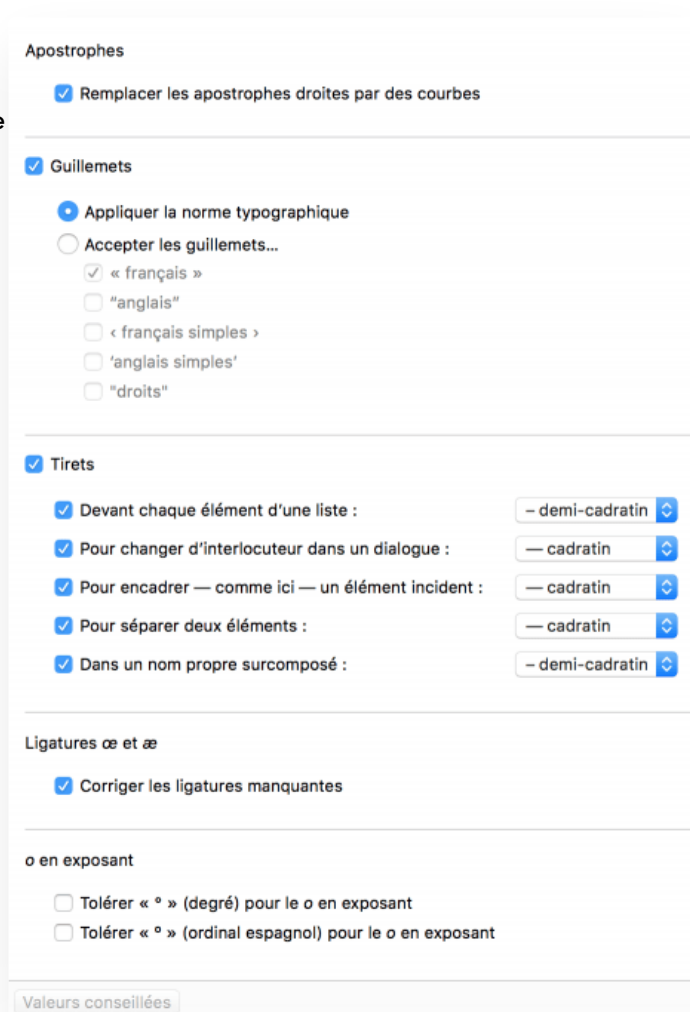 Apostrophes
Remplacer les apostrophes droites par des courbes
e
Guillemets
Appliquer la norme typographique
Accepter les guillemets...
« français »
“anglais”
‹ français simples ›
‘anglais simples’
"droits"
Tirets
Devant chaque élément d’une liste : – demi-cadratin
Pour changer d’interlocuteur dans un dialogue : — cadratin
Pour encadrer — comme ici — un élément incident : — cadratin
Pour séparer deux éléments : — cadratin
Dans un nom propre surcomposé : – demi-cadratin
Ligatures œ et æ
Corriger les ligatures manquantes
o en exposant
Tolérer « ° » (degré) pour le o en exposant
Tolérer « º » (ordinal espagnol) pour le o en exposant
Valeurs conseillées